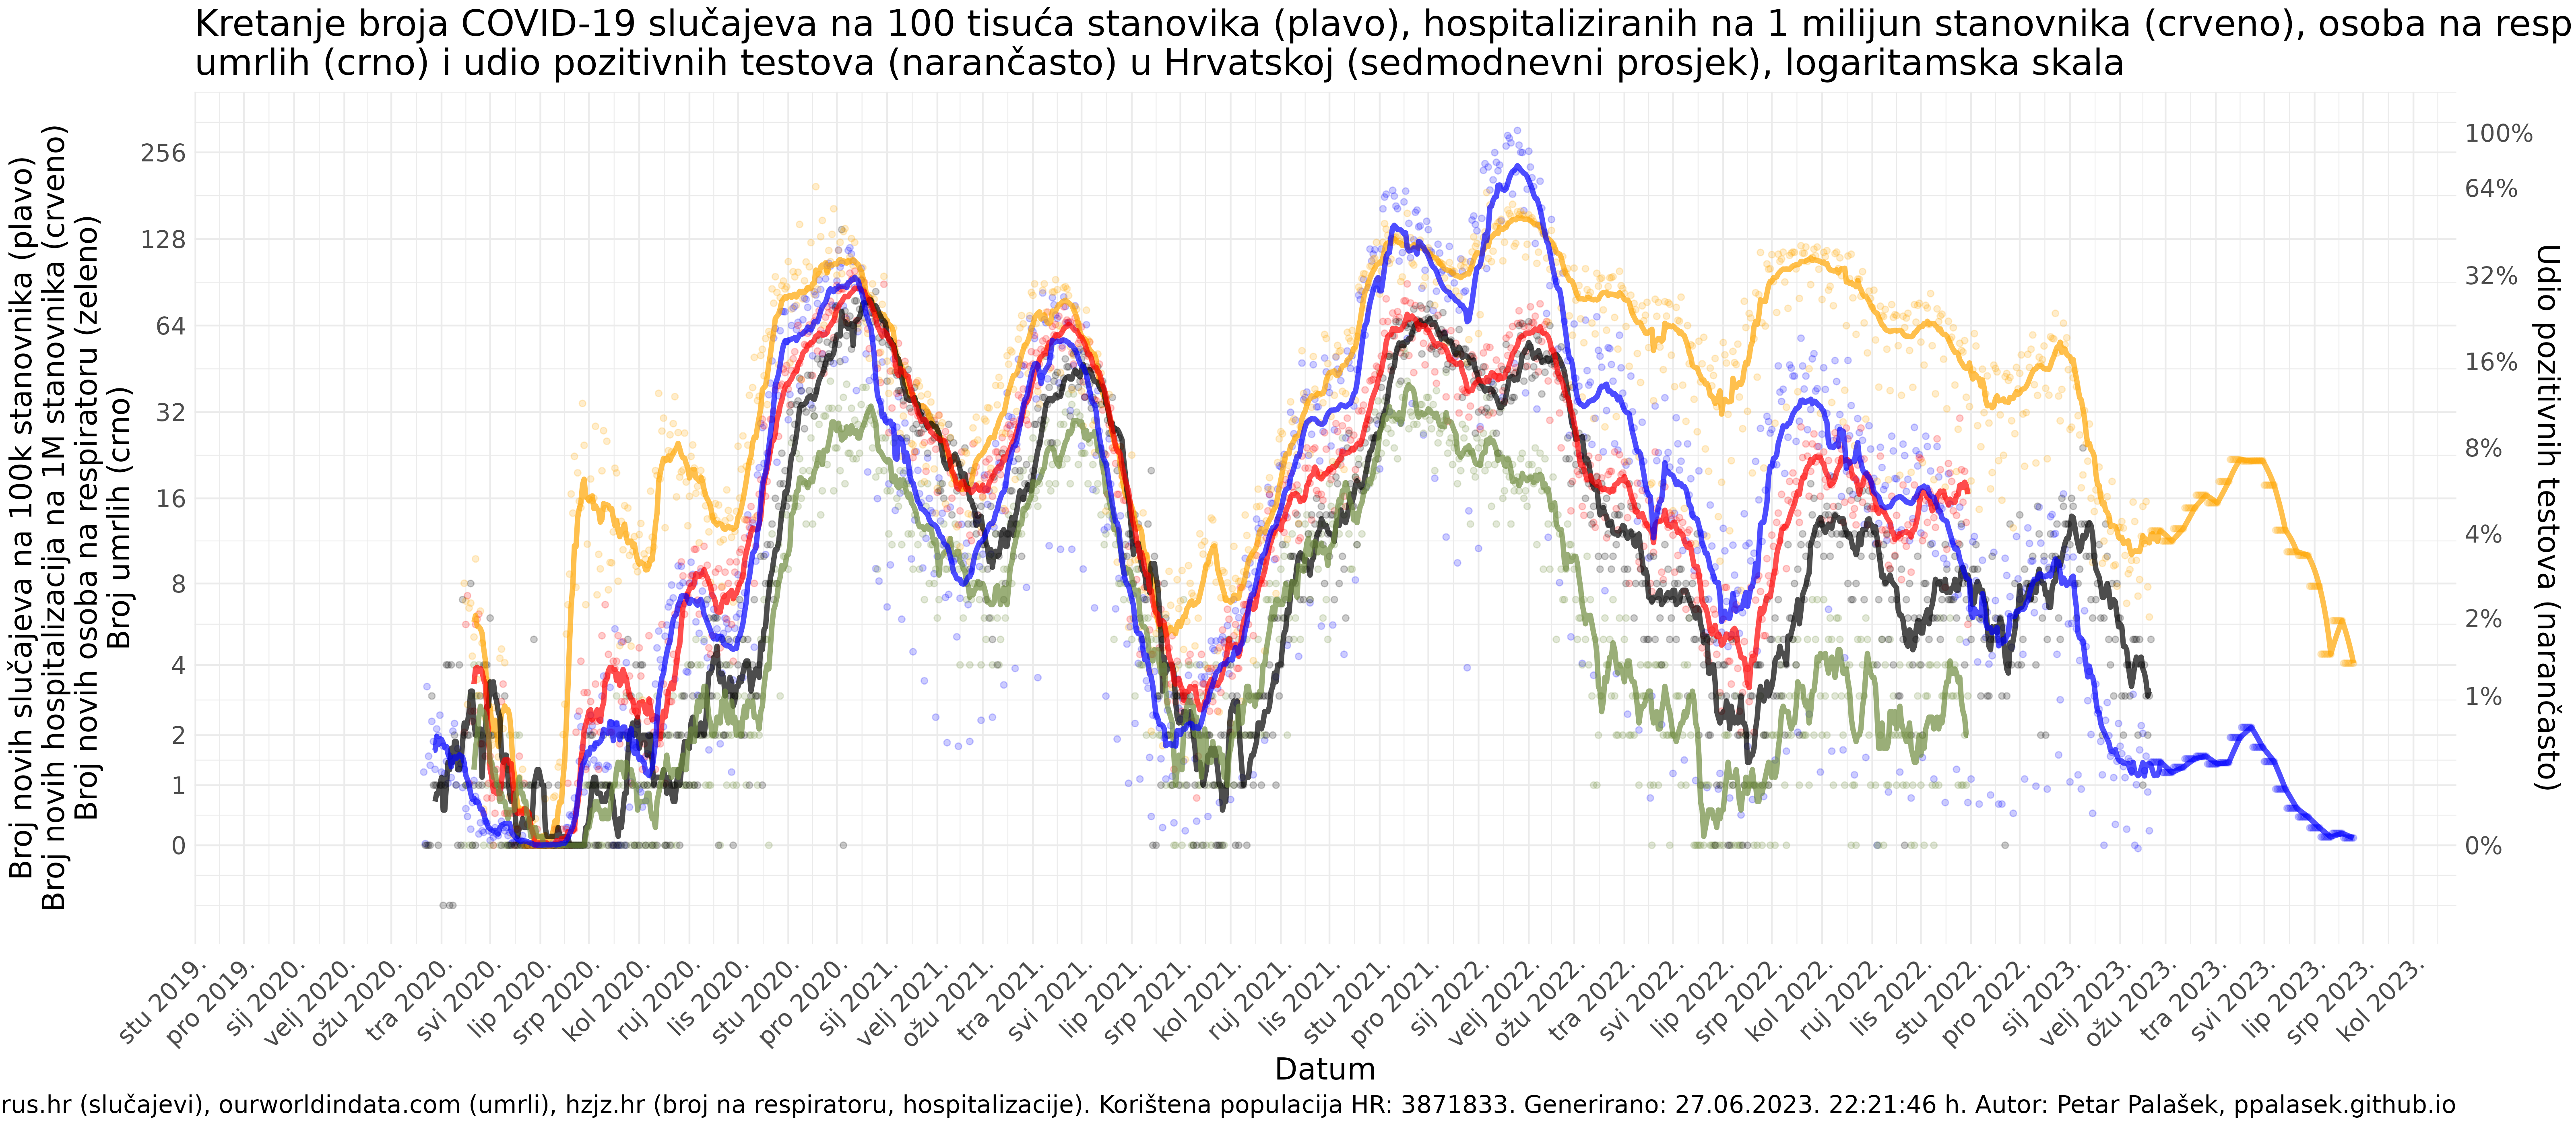 Kretanje broja COVID-19 slučajeva na 100 tisuća stanovika (plavo), hospitaliziranih na 1 milijun stanovnika (crveno), osoba na resp
umrlih (crno) i udio pozitivnih testova (narančasto) u Hrvatskoj (sedmodnevni prosjek), logaritamska skala
Broj novih slučajeva na 100k stanovnika (plavo)
Broj novih hospitalizacija na 1M stanovnika (crveno)
Broj novih osoba na respiratoru (zeleno)
Broj umrlih (crno)
256
128
64
32
16
8
4
2
1
0
100%
64%
32%
16%
8%
4%
2%
1%
0%
Udio pozitivnih testova (narančasto)
stu 2019.
pro 2019.
sij 2020.
velj 2020.
ožu 2020.
tra 2020.
svi 2020.
lip 2020.
srp 2020.
kol 2020.
ruj 2020.
lis 2020.
stu 2020.
pro 2020.
sij 2021.
velj 2021.
ožu 2021.
tra 2021.
svi 2021.
lip 2021.
srp 2021.
kol 2021.
ruj 2021.
lis 2021.
stu 2021.
pro 2021.
sij 2022.
velj 2022.
ožu 2022.
tra 2022.
svi 2022.
lip 2022.
srp 2022.
kol 2022.
ruj 2022.
lis 2022.
stu 2022.
pro 2022.
sij 2023.
velj 2023.
ožu 2023.
tra 2023.
svi 2023.
lip 2023.
srp 2023.
kol 2023.
Datum
rus.hr (slučajevi), ourworldindata.com (umrli), hzjz.hr (broj na respiratoru, hospitalizacije). Korištena populacija HR: 3871833. Generirano: 27.06.2023. 22:21:46 h. Autor: Petar Palašek, ppalasek.github.io